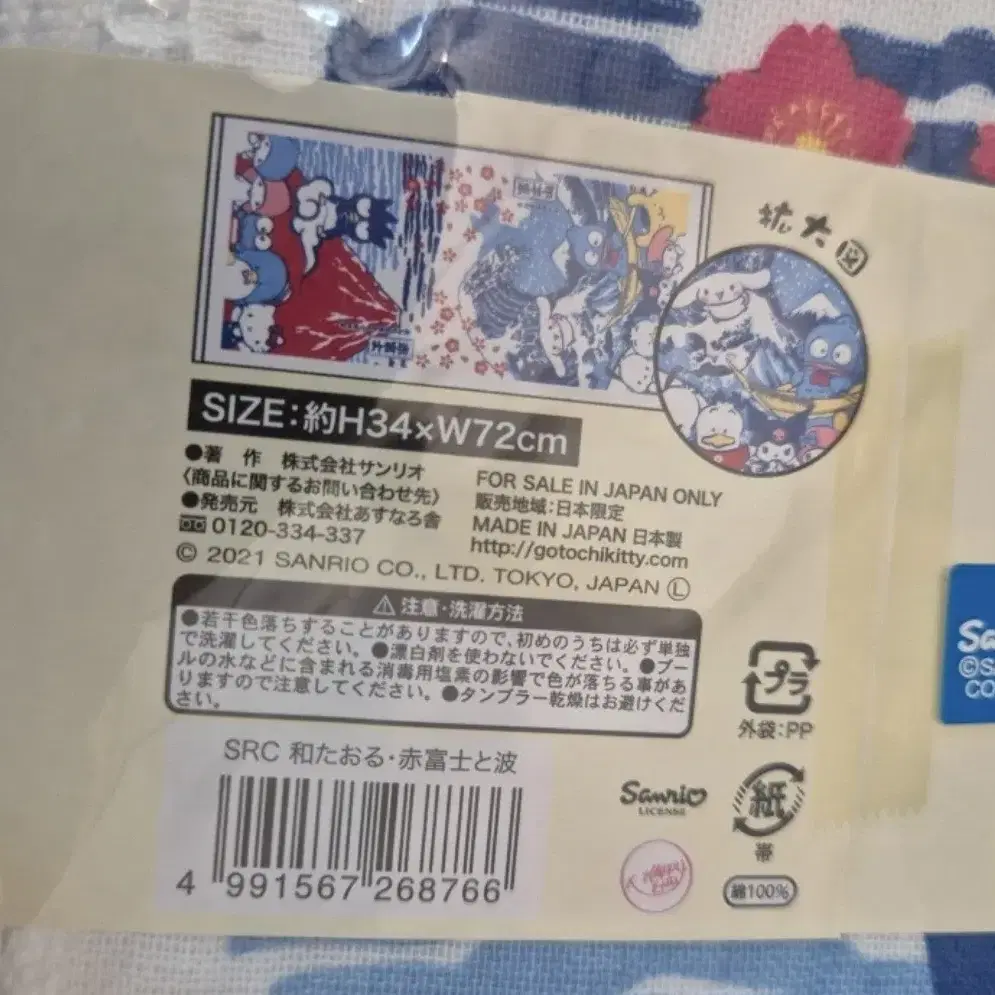 拡大図
SIZE:約H34×W72cm
●著 作 株式会社サンリオ
〈商品に関するお問い合わせ先〉
●発売元 株式会社あすなろ舎
0120-334-337
FOR SALE IN JAPAN ONLY
販売地域:日本限定
MADE IN JAPAN 日本製
http://gotochikitty.com
© 2021 SANRIO CO., LTD. TOKYO, JAPAN Ⓛ
⚠ 注意・洗濯方法
●若干色落ちすることがありますので、初めのうちは必ず単独
で洗濯してください。●漂白剤を使わないでください。●プー
ルの水などに含まれる消毒用塩素の影響で色が落ちる事があ
りますので注意してください。●タンブラー乾燥はお避けくだ
さい。
プラ
外袋:PP
SRC 和たおる・赤富士と波
4 991567 268766
Sanrio
LICENSE
紙
帯
綿100%